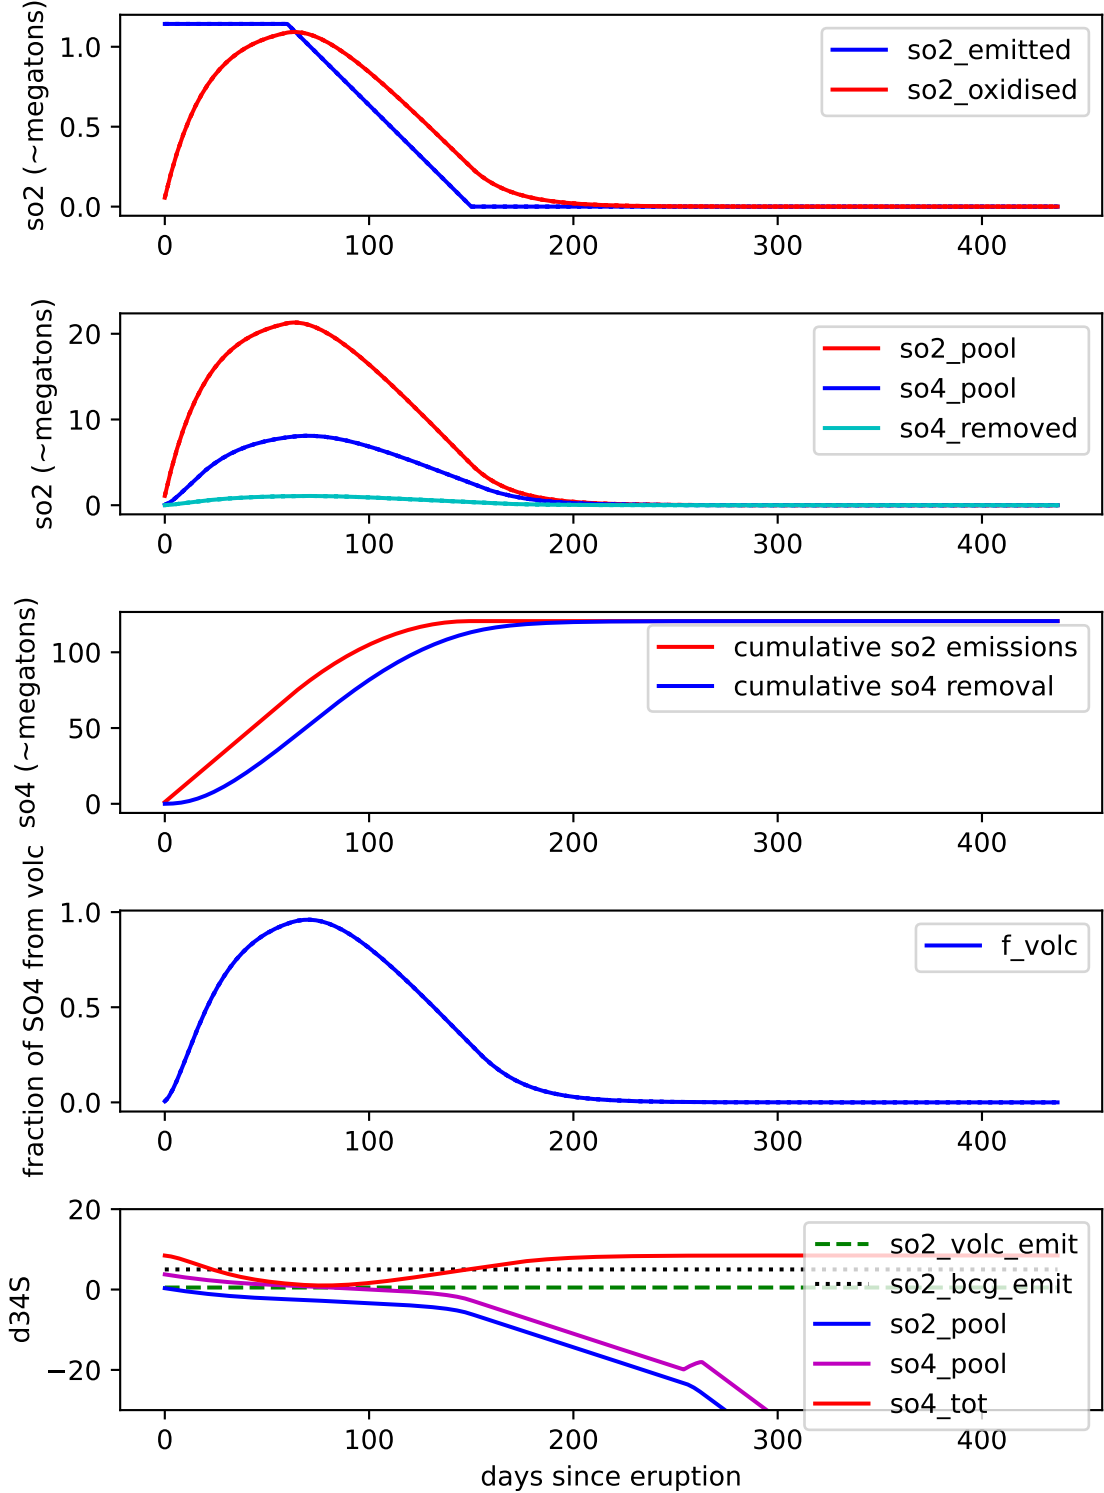 so2 (~megatons)
1.0
0.5
0.0
so2_emitted
so2_oxidised
0 100 200 300 400
so2 (~megatons)
20
10
0
so2_pool
so4_pool
so4_removed
0 100 200 300 400
so4 (~megatons)
100
50
0
cumulative so2 emissions
cumulative so4 removal
0 100 200 300 400
fraction of SO4 from volc
1.0
0.5
0.0
f_volc
0 100 200 300 400
d34S
20
0
−20
so2_volc_emit
so2_bcg_emit
so2_pool
so4_pool
so4_tot
0 100 200 300 400
days since eruption